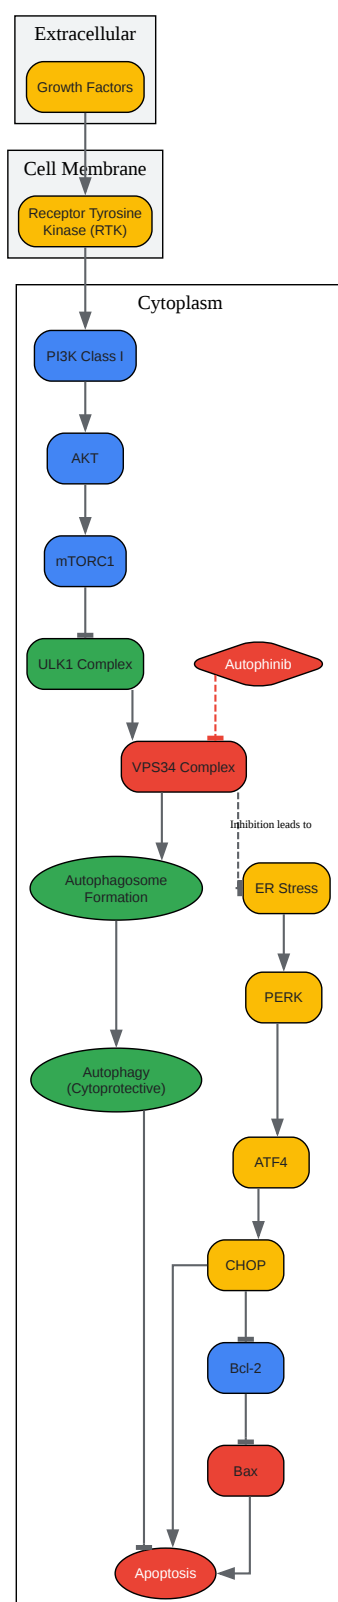 Extracellular
Growth Factors
Cell Membrane
Receptor Tyrosine
Kinase (RTK)
Cytoplasm
PI3K Class I
AKT
mTORC1
ULK1 Complex
Autophinib
VPS34 Complex
Inhibition leads to
Autophagosome
Formation
ER Stress
PERK
Autophagy
(Cytoprotective)
ATF4
CHOP
Bcl-2
Bax
Apoptosis